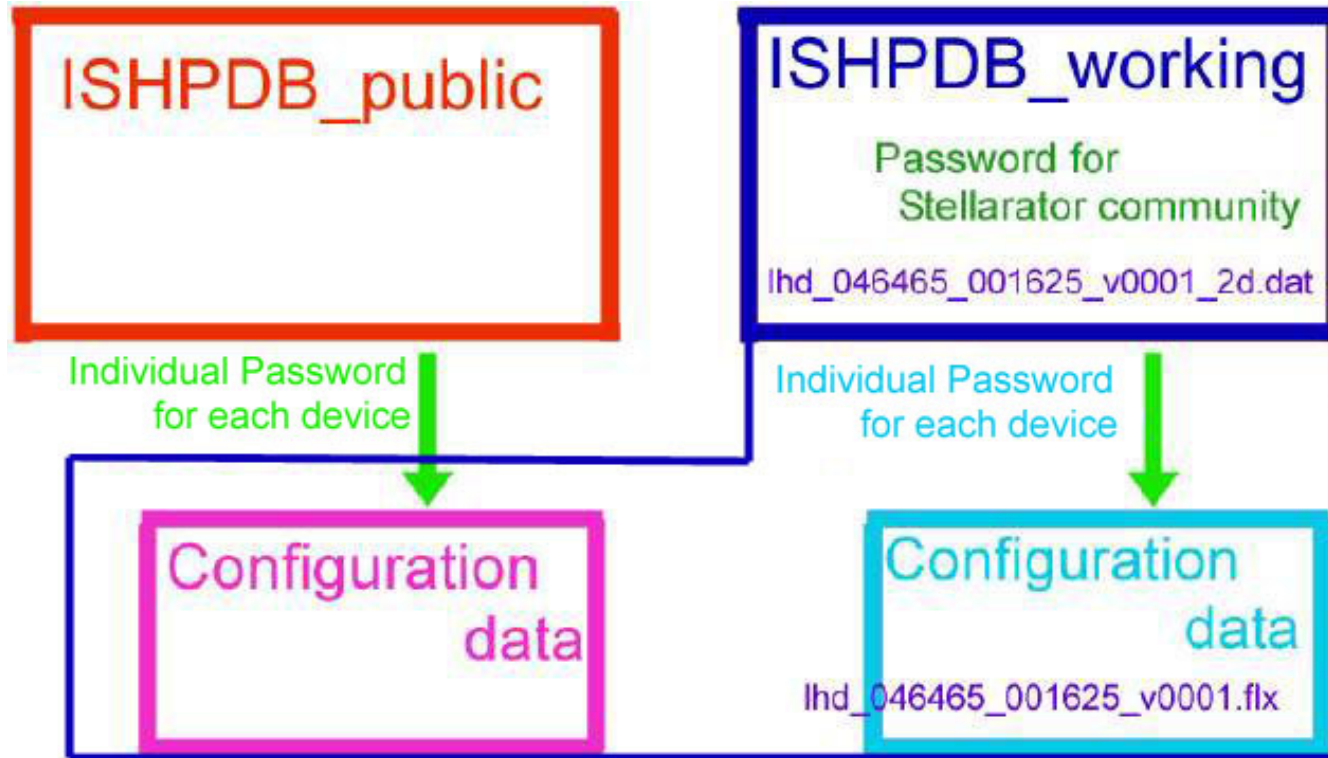 ISHPDB_public
ISHPDB_working
Password for
Stellarator community
lhd_046465_001625_v0001_2d.dat
Individual Password
for each device
Individual Password
for each device
Configuration
data
Configuration
data
lhd_046465_001625_v0001.flx